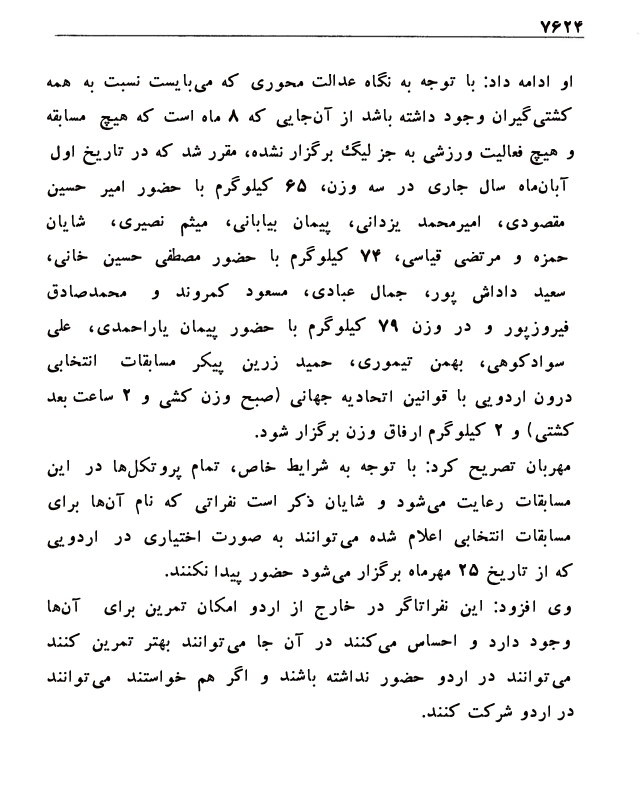 ۷۶۲۴
او ادامه داد: با توجه به نگاه عدالت محوری که می‌بایست نسبت به همه
کشتی‌گیران وجود داشته باشد از آن‌جایی که ۸ ماه است که هیچ مسابقه
و هیچ فعالیت ورزشی به جز لیگ برگزار نشده، مقرر شد که در تاریخ اول
آبان‌ماه سال جاری در سه وزن، ۶۵ کیلوگرم با حضور امیر حسین
مقصودی، امیرمحمد یزدانی، پیمان بیابانی، میثم نصیری، شایان
حمزه و مرتضی قیاسی، ۷۴ کیلوگرم با حضور مصطفی حسین خانی،
سعید داداش پور، جمال عبادی، مسعود کمروند و محمدصادق
فیروزپور و در وزن ۷۹ کیلوگرم با حضور پیمان یاراحمدی، علی
سوادکوهی، بهمن تیموری، حمید زرین پیکر مسابقات انتخابی
درون اردویی با قوانین اتحادیه جهانی (صبح وزن کشی و ۲ ساعت بعد
کشتی) و ۲ کیلوگرم ارفاق وزن برگزار شود.
مهربان تصریح کرد: با توجه به شرایط خاص، تمام پروتکل‌ها در این
مسابقات رعایت می‌شود و شایان ذکر است نفراتی که نام آن‌ها برای
مسابقات انتخابی اعلام شده می‌توانند به صورت اختیاری در اردویی
که از تاریخ ۲۵ مهرماه برگزار می‌شود حضور پیدا نکنند.
وی افزود: این نفراتاگر در خارج از اردو امکان تمرین برای آن‌ها
وجود دارد و احساس می‌کنند در آن جا می‌توانند بهتر تمرین کنند
می‌توانند در اردو حضور نداشته باشند و اگر هم خواستند می‌توانند
در اردو شرکت کنند.